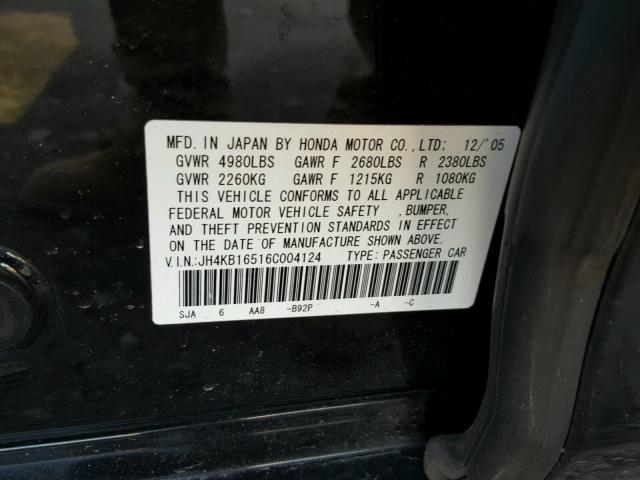 MFD. IN JAPAN BY HONDA MOTOR CO.,LTD: 12/'05
GVWR 4980LBS GAWR F 2680LBS R 2380LBS
GVWR 2260KG GAWR F 1215KG R 1080KG
THIS VEHICLE CONFORMS TO ALL APPLICABLE
FEDERAL MOTOR VEHICLE SAFETY ,BUMPER,
AND THEFT PREVENTION STANDARDS IN EFFECT
ON THE DATE OF MANUFACTURE SHOWN ABOVE.
V.IN.:JH4KB16516C004124 TYPE: PASSENGER CAR
SJA 6 AA8 -B92P -A -C